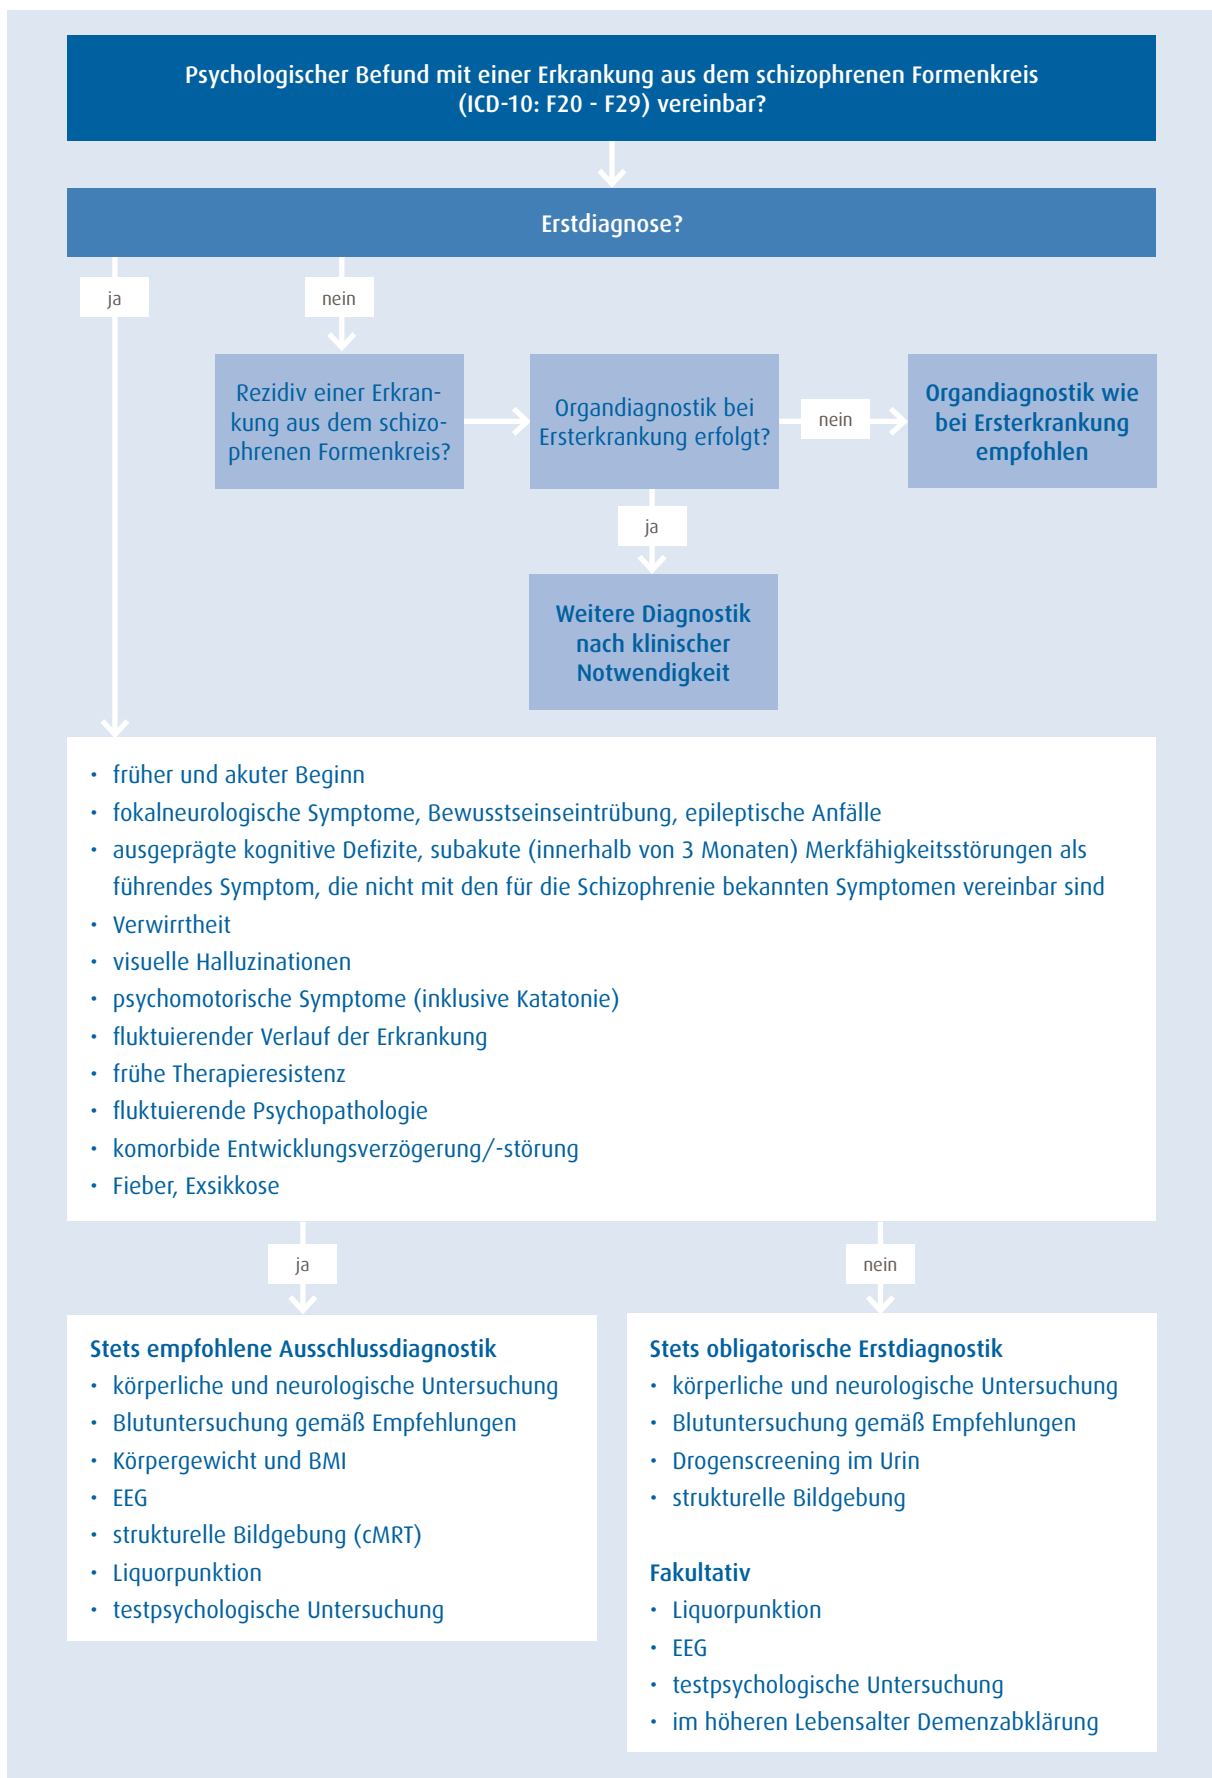 Psychologischer Befund mit einer Erkrankung aus dem schizophrenen Formenkreis
(ICD-10: F20 - F29) vereinbar?
Erstdiagnose?
ja
nein
Rezidiv einer Erkran-
kung aus dem schizo-
phrenen Formenkreis?
Organdiagnostik bei
Ersterkrankung erfolgt?
nein
Organdiagnostik wie
bei Ersterkrankung
empfohlen
ja
Weitere Diagnostik
nach klinischer
Notwendigkeit
• früher und akuter Beginn
• fokalneurologische Symptome, Bewusstseinseintrübung, epileptische Anfälle
• ausgeprägte kognitive Defizite, subakute (innerhalb von 3 Monaten) Merkfähigkeitsstörungen als
führendes Symptom, die nicht mit den für die Schizophrenie bekannten Symptomen vereinbar sind
• Verwirrtheit
• visuelle Halluzinationen
• psychomotorische Symptome (inklusive Katatonie)
• fluktuierender Verlauf der Erkrankung
• frühe Therapieresistenz
• fluktuierende Psychopathologie
• komorbide Entwicklungsverzögerung/-störung
• Fieber, Exsikkose
ja
nein
Stets empfohlene Ausschlussdiagnostik
• körperliche und neurologische Untersuchung
• Blutuntersuchung gemäß Empfehlungen
• Körpergewicht und BMI
• EEG
• strukturelle Bildgebung (cMRT)
• Liquorpunktion
• testpsychologische Untersuchung
Stets obligatorische Erstdiagnostik
• körperliche und neurologische Untersuchung
• Blutuntersuchung gemäß Empfehlungen
• Drogenscreening im Urin
• strukturelle Bildgebung
Fakultativ
• Liquorpunktion
• EEG
• testpsychologische Untersuchung
• im höheren Lebensalter Demenzabklärung